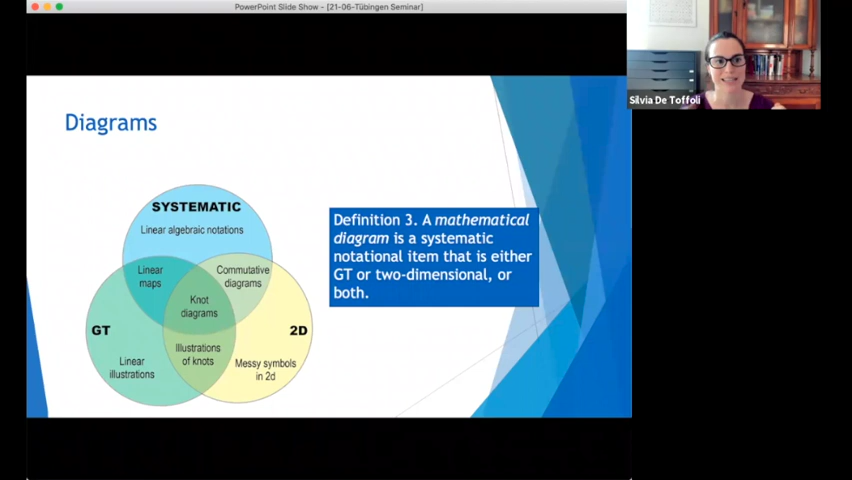 PowerPoint Slide Show - [21-06-Tübingen Seminar]
Silvia De Toffoli
Diagrams
SYSTEMATIC
Linear algebraic notations
Linear
maps
Commutative
diagrams
Knot
diagrams
GT
2D
Illustrations
of knots
Linear
illustrations
Messy symbols
in 2d
Definition 3. A mathematical
diagram is a systematic
notational item that is either
GT or two-dimensional, or
both.